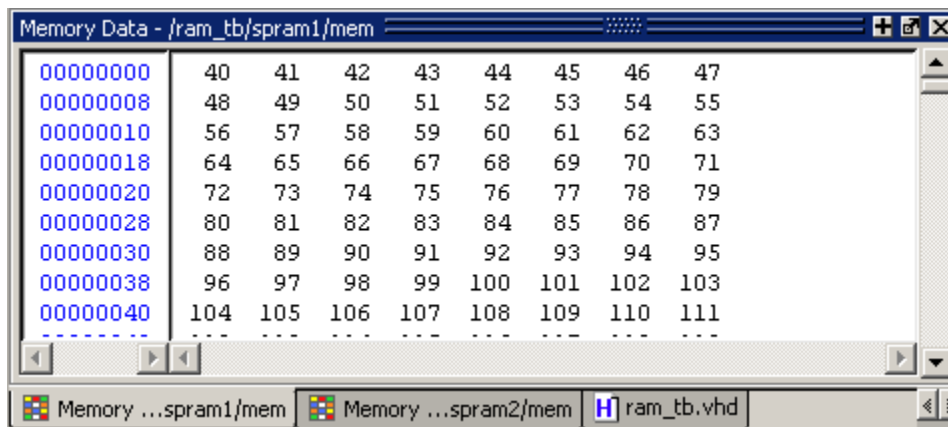 Memory Data - /ram_tb/spram1/mem
00000000 40 41 42 43 44 45 46 47
00000008 48 49 50 51 52 53 54 55
00000010 56 57 58 59 60 61 62 63
00000018 64 65 66 67 68 69 70 71
00000020 72 73 74 75 76 77 78 79
00000028 80 81 82 83 84 85 86 87
00000030 88 89 90 91 92 93 94 95
00000038 96 97 98 99 100 101 102 103
00000040 104 105 106 107 108 109 110 111
Memory ...spram1/mem Memory ...spram2/mem H ram_tb.vhd